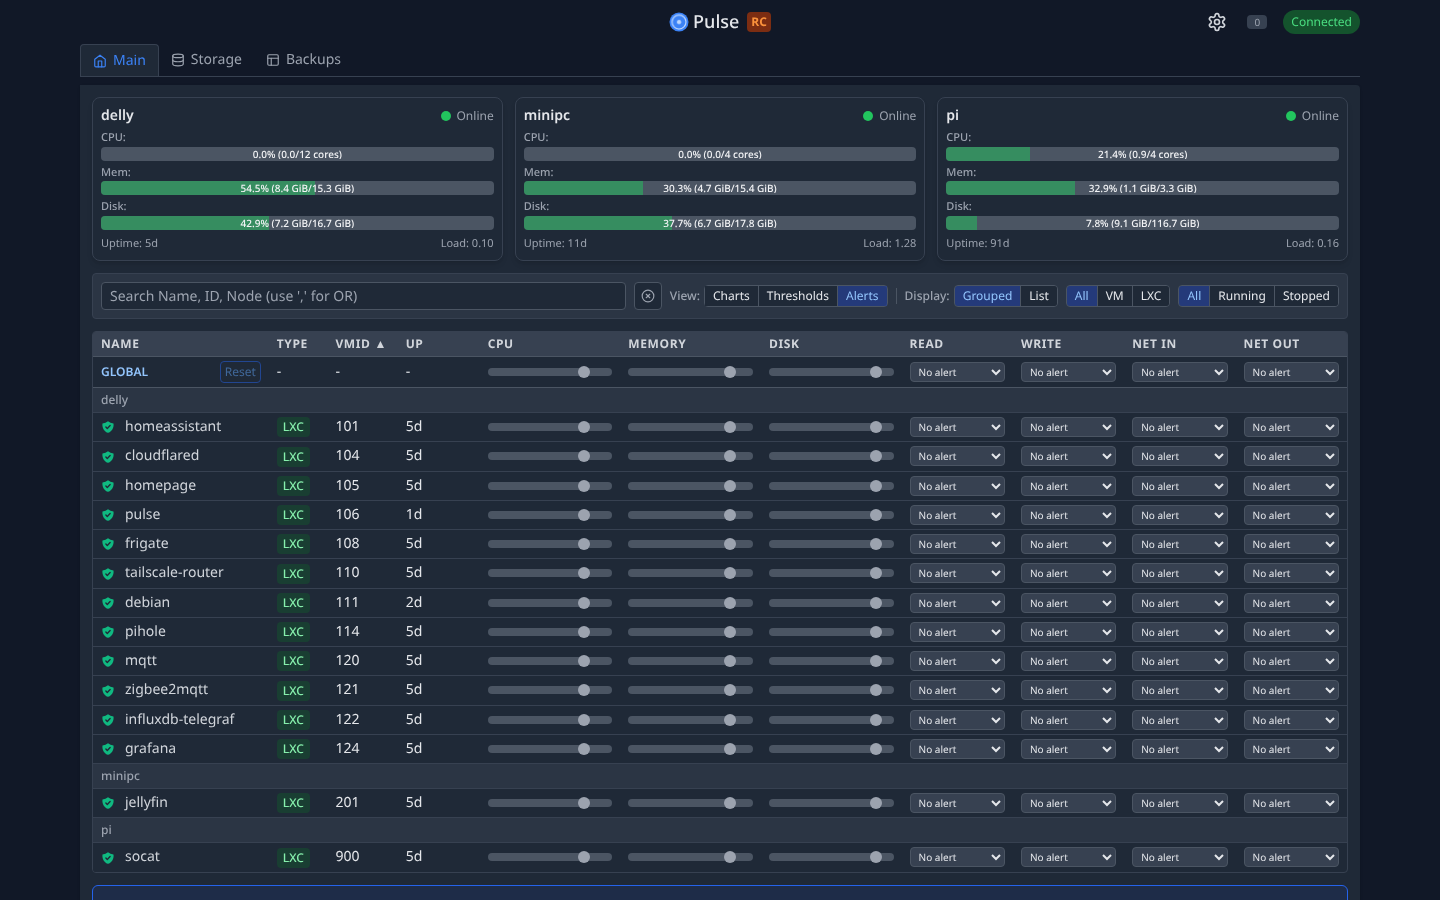 Pulse RC
0 Connected
Main Storage Backups
delly Online
CPU:
0.0% (0.0/12 cores)
Mem:
54.5% (8.4 GiB/15.3 GiB)
Disk:
42.9% (7.2 GiB/16.7 GiB)
Uptime: 5d Load: 0.10
minipc Online
CPU:
0.0% (0.0/4 cores)
Mem:
30.3% (4.7 GiB/15.4 GiB)
Disk:
37.7% (6.7 GiB/17.8 GiB)
Uptime: 11d Load: 1.28
pi Online
CPU:
21.4% (0.9/4 cores)
Mem:
32.9% (1.1 GiB/3.3 GiB)
Disk:
7.8% (9.1 GiB/116.7 GiB)
Uptime: 91d Load: 0.16
Search Name, ID, Node (use ',' for OR) View: Charts Thresholds Alerts Display: Grouped List All VM LXC All Running Stopped
NAME TYPE VMID ▲ UP CPU MEMORY DISK READ WRITE NET IN NET OUT
GLOBAL Reset - - - No alert No alert No alert No alert
delly
homeassistant LXC 101 5d No alert No alert No alert No alert
cloudflared LXC 104 5d No alert No alert No alert No alert
homepage LXC 105 5d No alert No alert No alert No alert
pulse LXC 106 1d No alert No alert No alert No alert
frigate LXC 108 5d No alert No alert No alert No alert
tailscale-router LXC 110 5d No alert No alert No alert No alert
debian LXC 111 2d No alert No alert No alert No alert
pihole LXC 114 5d No alert No alert No alert No alert
mqtt LXC 120 5d No alert No alert No alert No alert
zigbee2mqtt LXC 121 5d No alert No alert No alert No alert
influxdb-telegraf LXC 122 5d No alert No alert No alert No alert
grafana LXC 124 5d No alert No alert No alert No alert
minipc
jellyfin LXC 201 5d No alert No alert No alert No alert
pi
socat LXC 900 5d No alert No alert No alert No alert